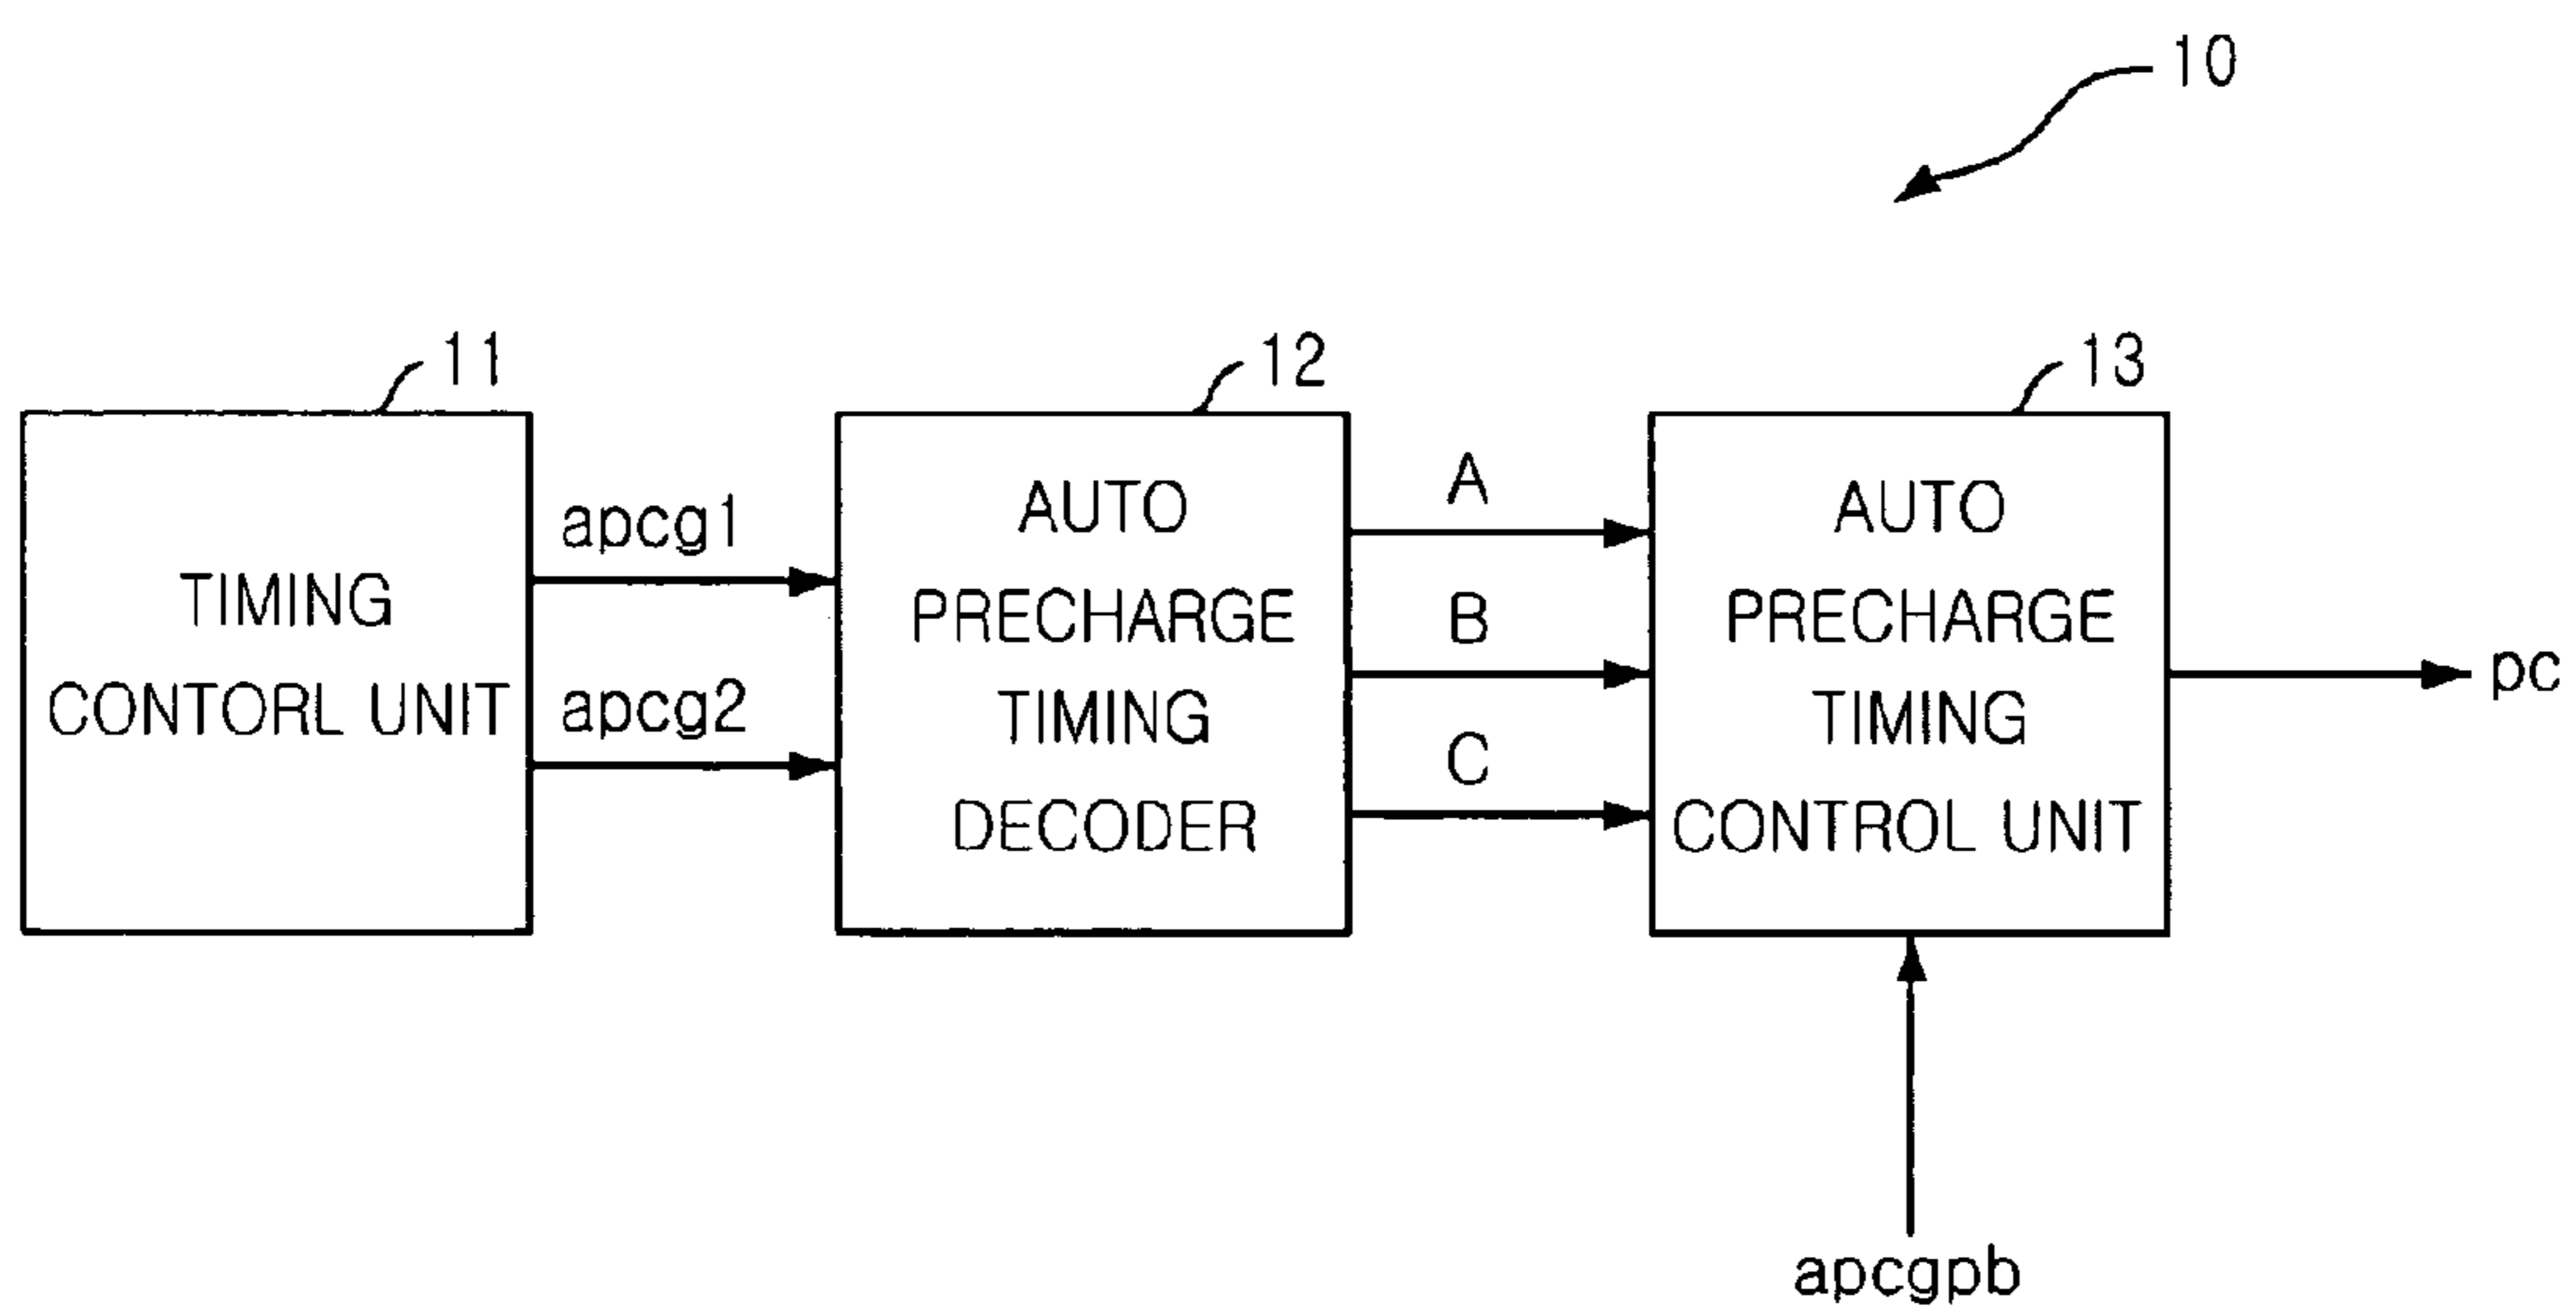 10
11
TIMING
CONTORL UNIT
apcg1
apcg2
12
AUTO
PRECHARGE
TIMING
DECODER
A
B
C
13
AUTO
PRECHARGE
TIMING
CONTROL UNIT
pc
apcgpb